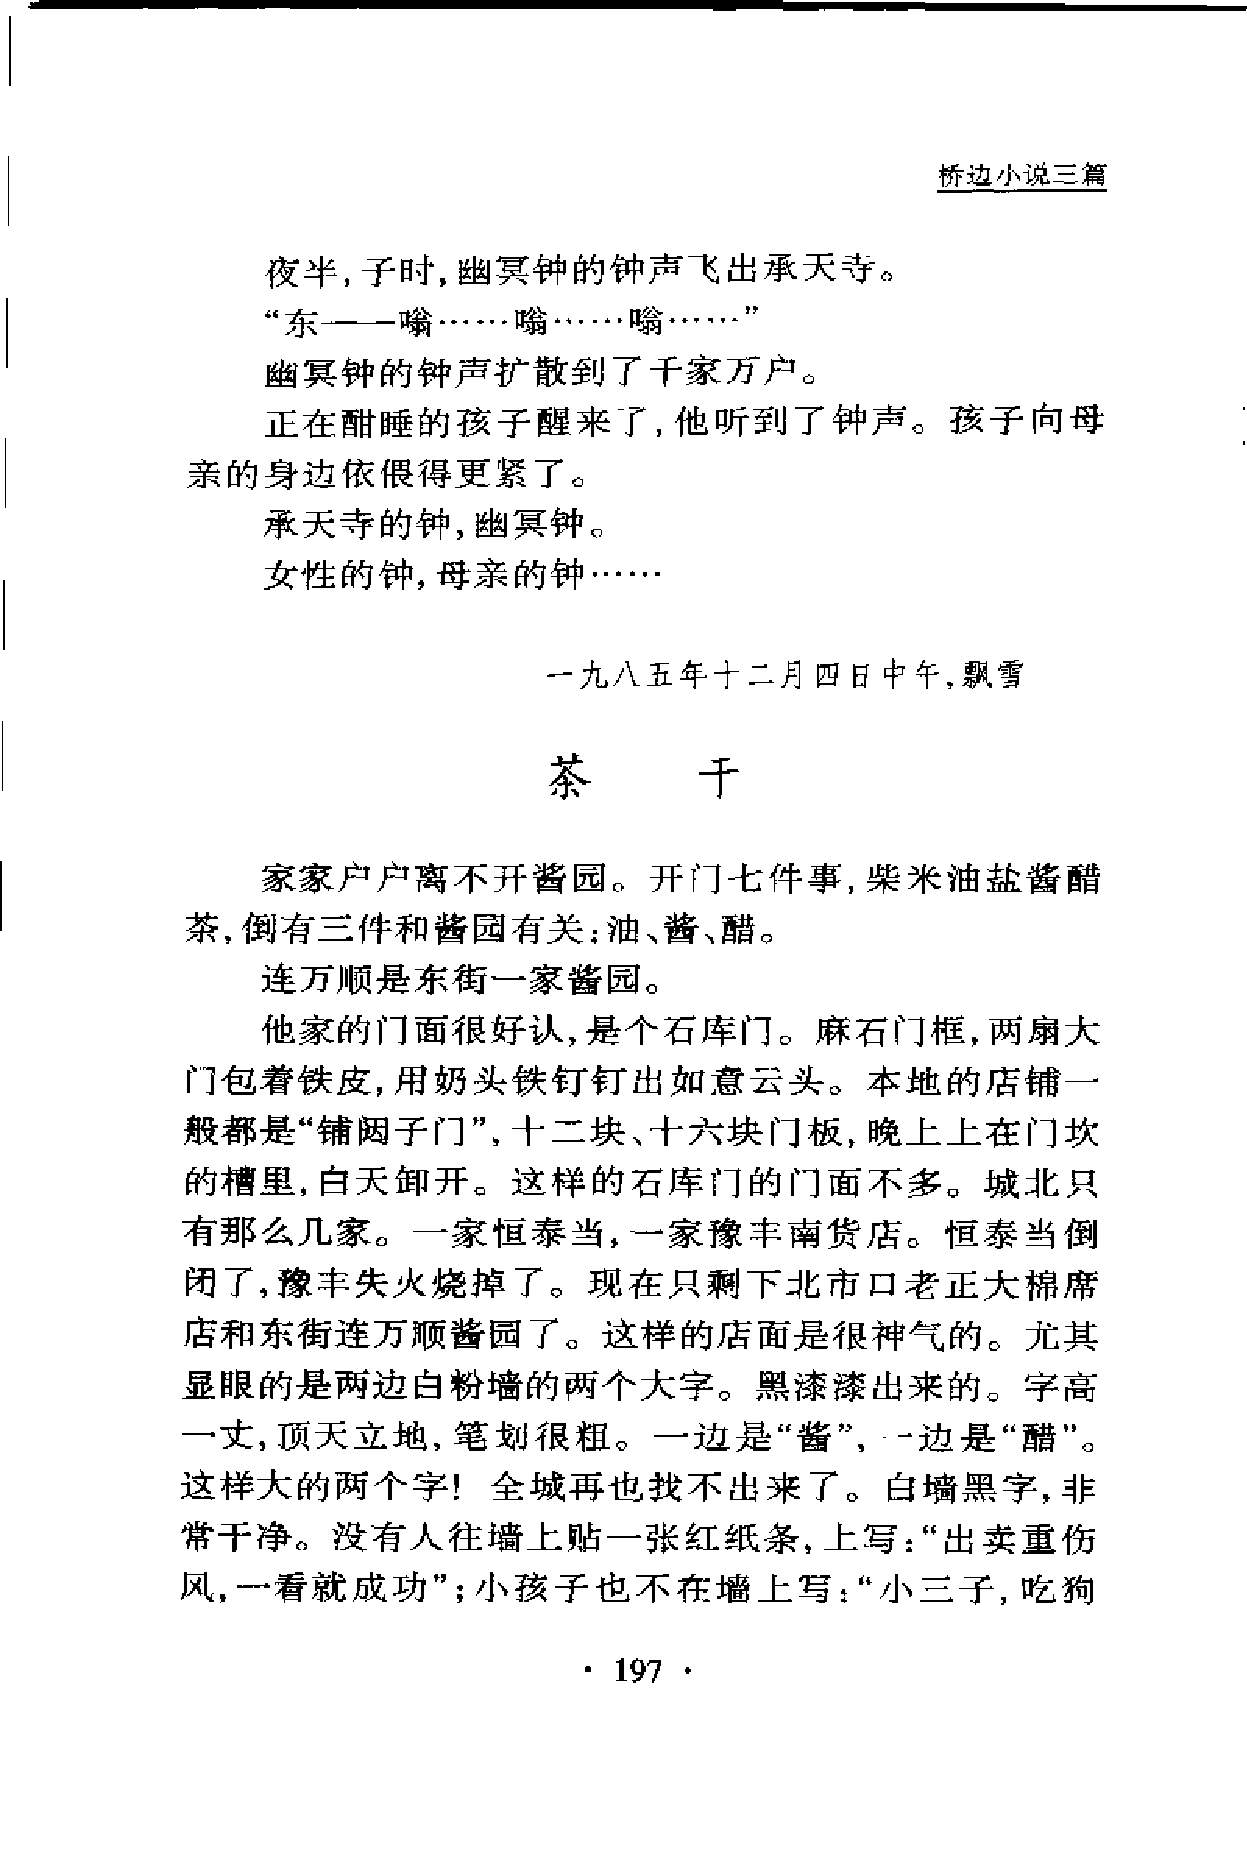 桥边小说三篇
夜半,子时,幽冥钟的钟声飞出承天寺。
“东——嗡……嗡……嗡……”
幽冥钟的钟声扩散到了千家万户。
正在酣睡的孩子醒来了,他听到了钟声。孩子向母
亲的身边依偎得更紧了。
承天寺的钟,幽冥钟。
女性的钟,母亲的钟……
一九八五年十二月四日中午,飘雪
茶 干
家家户户离不开酱园。开门七件事,柴米油盐酱醋
茶,倒有三件和酱园有关:油、酱、醋。
连万顺是东街一家酱园。
他家的门面很好认,是个石库门。麻石门框,两扇大
门包着铁皮,用奶头铁钉钉出如意云头。本地的店铺一
般都是“铺闼子门”,十二块、十六块门板,晚上上在门坎
的槽里,白天卸开。这样的石库门的门面不多。城北只
有那么几家。一家恒泰当,一家豫丰南货店。恒泰当倒
闭了,豫丰失火烧掉了。现在只剩下北市口老正大棉席
店和东街连万顺酱园了。这样的店面是很神气的。尤其
显眼的是两边白粉墙的两个大字。黑漆漆出来的。字高
一丈,顶天立地,笔划很粗。一边是“酱”,一边是“醋”。
这样大的两个字! 全城再也找不出来了。白墙黑字,非
常干净。没有人往墙上贴一张红纸条,上写:“出卖重伤
风,一看就成功”;小孩子也不在墙上写:“小三子,吃狗
· 197 ·